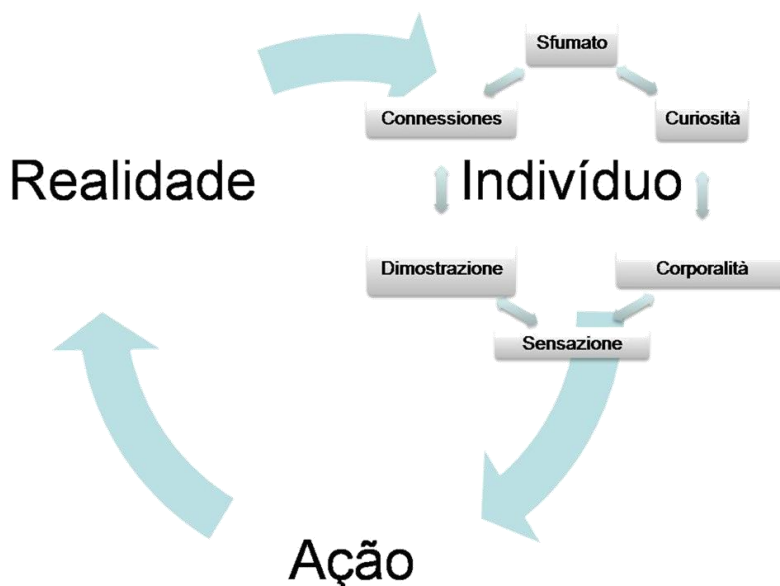 Sfumato
Connessiones
Curiosità
Realidade
Indivíduo
Dimostrazione
Corporalità
Sensazione
Ação